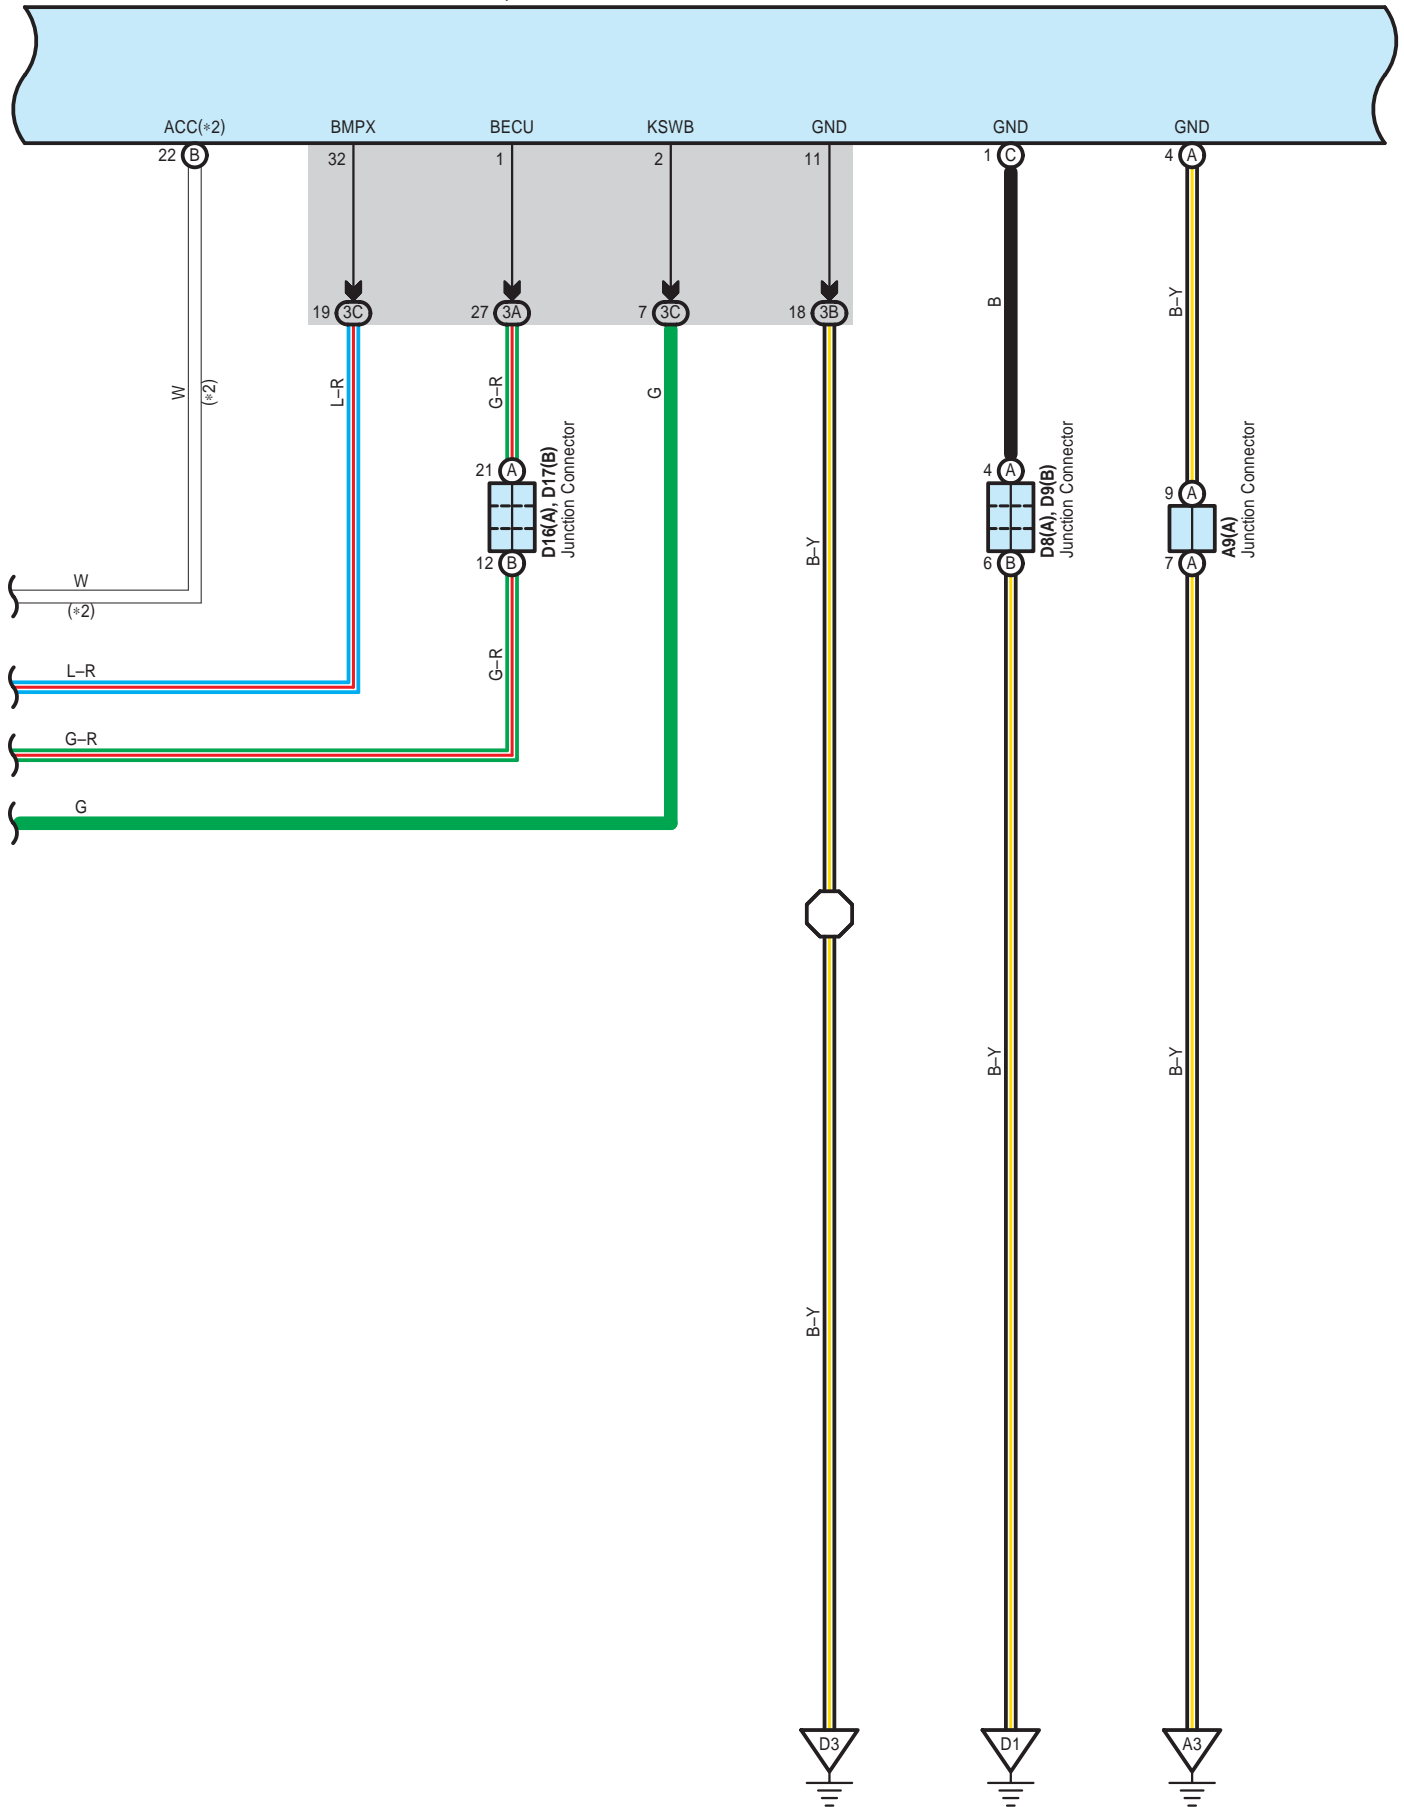 ACC(∗2) BMPX BECU KSWB GND GND GND
22 B 32 1 2 11 1 C 4 A
19 3C 27 3A 7 3C 18 3B
B
B–Y
W
(∗2)
L–R
G–R
G
21 A
D16(A), D17(B)
Junction Connector
12 B
4 A
D8(A), D9(B)
Junction Connector
6 B
9 A
A9(A)
Junction Connector
7 A
B–Y
W
(∗2)
G–R
L–R
G–R
G
B–Y
B–Y
B–Y
D3 D1 A3